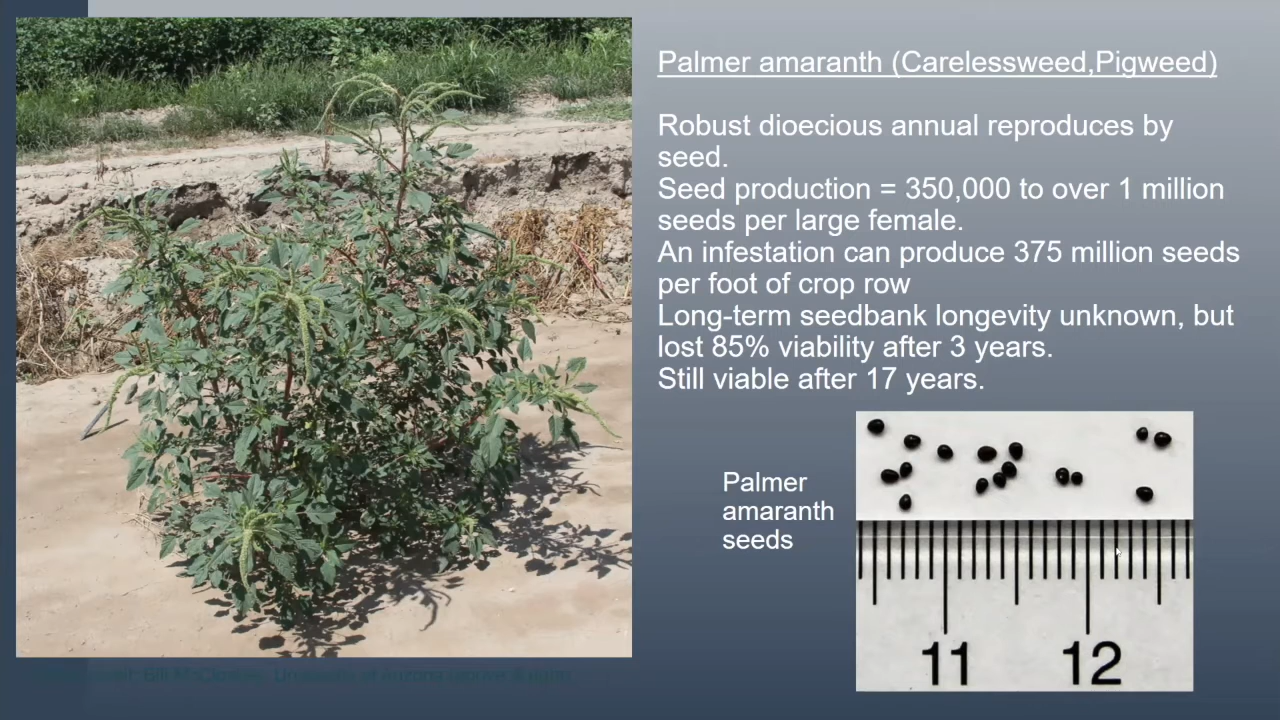 Palmer amaranth (Carelessweed,Pigweed)
Robust dioecious annual reproduces by
seed.
Seed production = 350,000 to over 1 million
seeds per large female.
An infestation can produce 375 million seeds
per foot of crop row
Long-term seedbank longevity unknown, but
lost 85% viability after 3 years.
Still viable after 17 years.
Palmer
amaranth
seeds
11 12
of Arizona